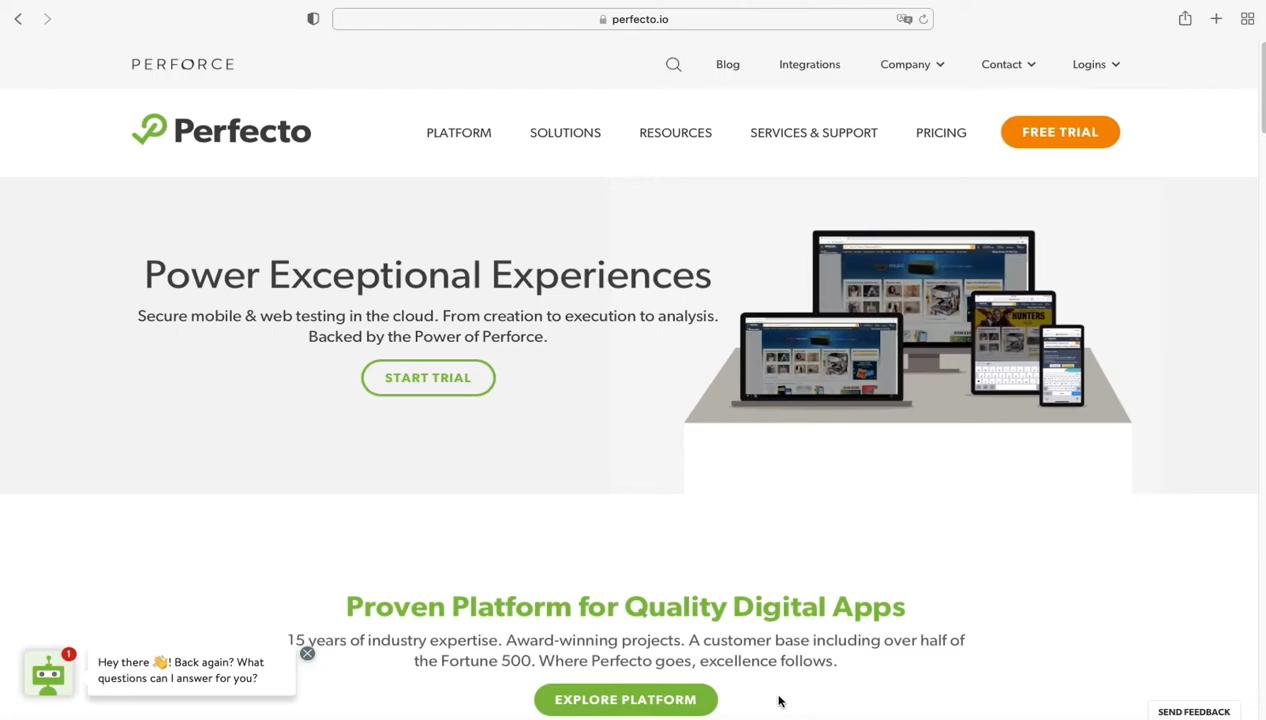 perfecto.io
PERFORCE
Blog
Integrations
Company
Contact
Logins
Perfecto
PLATFORM
SOLUTIONS
RESOURCES
SERVICES & SUPPORT
PRICING
FREE TRIAL
Power Exceptional Experiences
Secure mobile & web testing in the cloud. From creation to execution to analysis.
Backed by the Power of Perforce.
START TRIAL
HUNTERS
Proven Platform for Quality Digital Apps
15 years of industry expertise. Award-winning projects. A customer base including over half of
the Fortune 500. Where Perfecto goes, excellence follows.
EXPLORE PLATFORM
1
Hey there 👋! Back again? What
questions can I answer for you?
SEND FEEDBACK